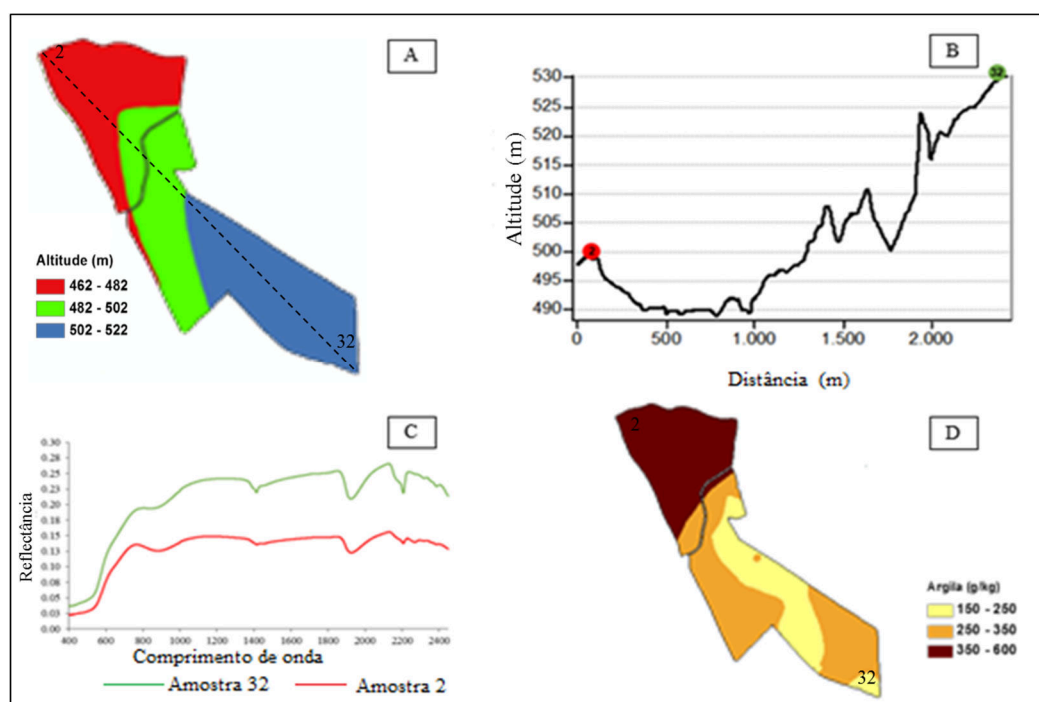 A
2
32
Altitude (m)
462 - 482
482 - 502
502 - 522
B
Altitude (m)
530
525
520
515
510
505
500
495
490
2
32
0
500
1.000
1.500
2.000
Distância (m)
C
Reflectância
0.30
0.28
0.25
0.23
0.20
0.18
0.15
0.13
0.10
0.08
0.05
0.03
0.00
400
600
800
1000
1200
1400
1600
1800
2000
2200
2400
Comprimento de onda
Amostra 32
Amostra 2
D
2
32
Argila (g/kg)
150 - 250
250 - 350
350 - 600